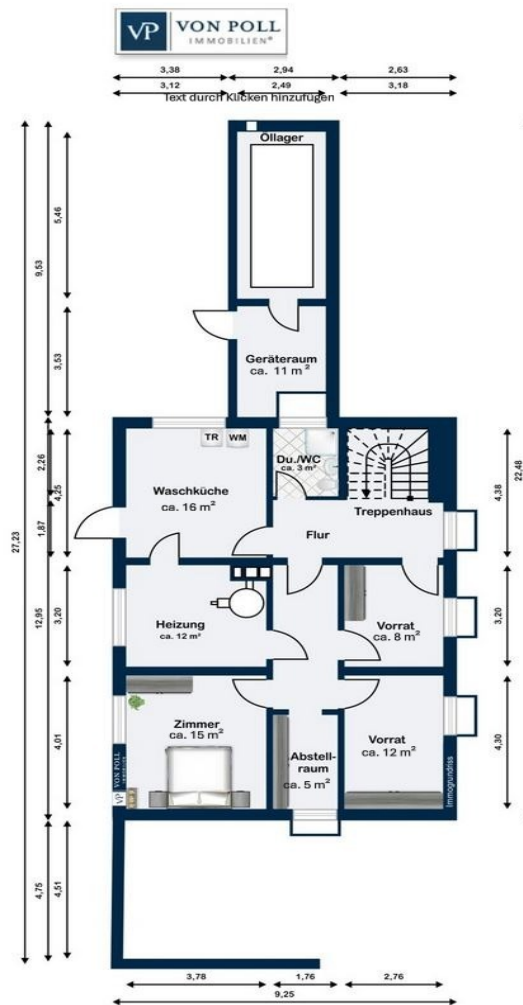 VP VON POLL
IMMOBILIEN®
3,38 2,94 2,63
3,12 2,49 3,18
Text durch Klicken hinzufügen
Öllager
5,46
9,53
3,53
Geräteraum
ca. 11 m²
TR WM
Du./WC
ca. 3 m²
2,26
4,25
4,38
22,48
Waschküche
ca. 16 m²
Treppenhaus
1,87
Flur
27,23
12,95
3,20
3,20
Heizung
ca. 12 m²
Vorrat
ca. 8 m²
4,01
4,30
Zimmer
ca. 15 m²
Vorrat
ca. 12 m²
Abstell-
raum
ca. 5 m²
VP VON POLL
IMMOBILIEN
Immogrundriss
4,75
4,51
3,78 1,76 2,76
9,25